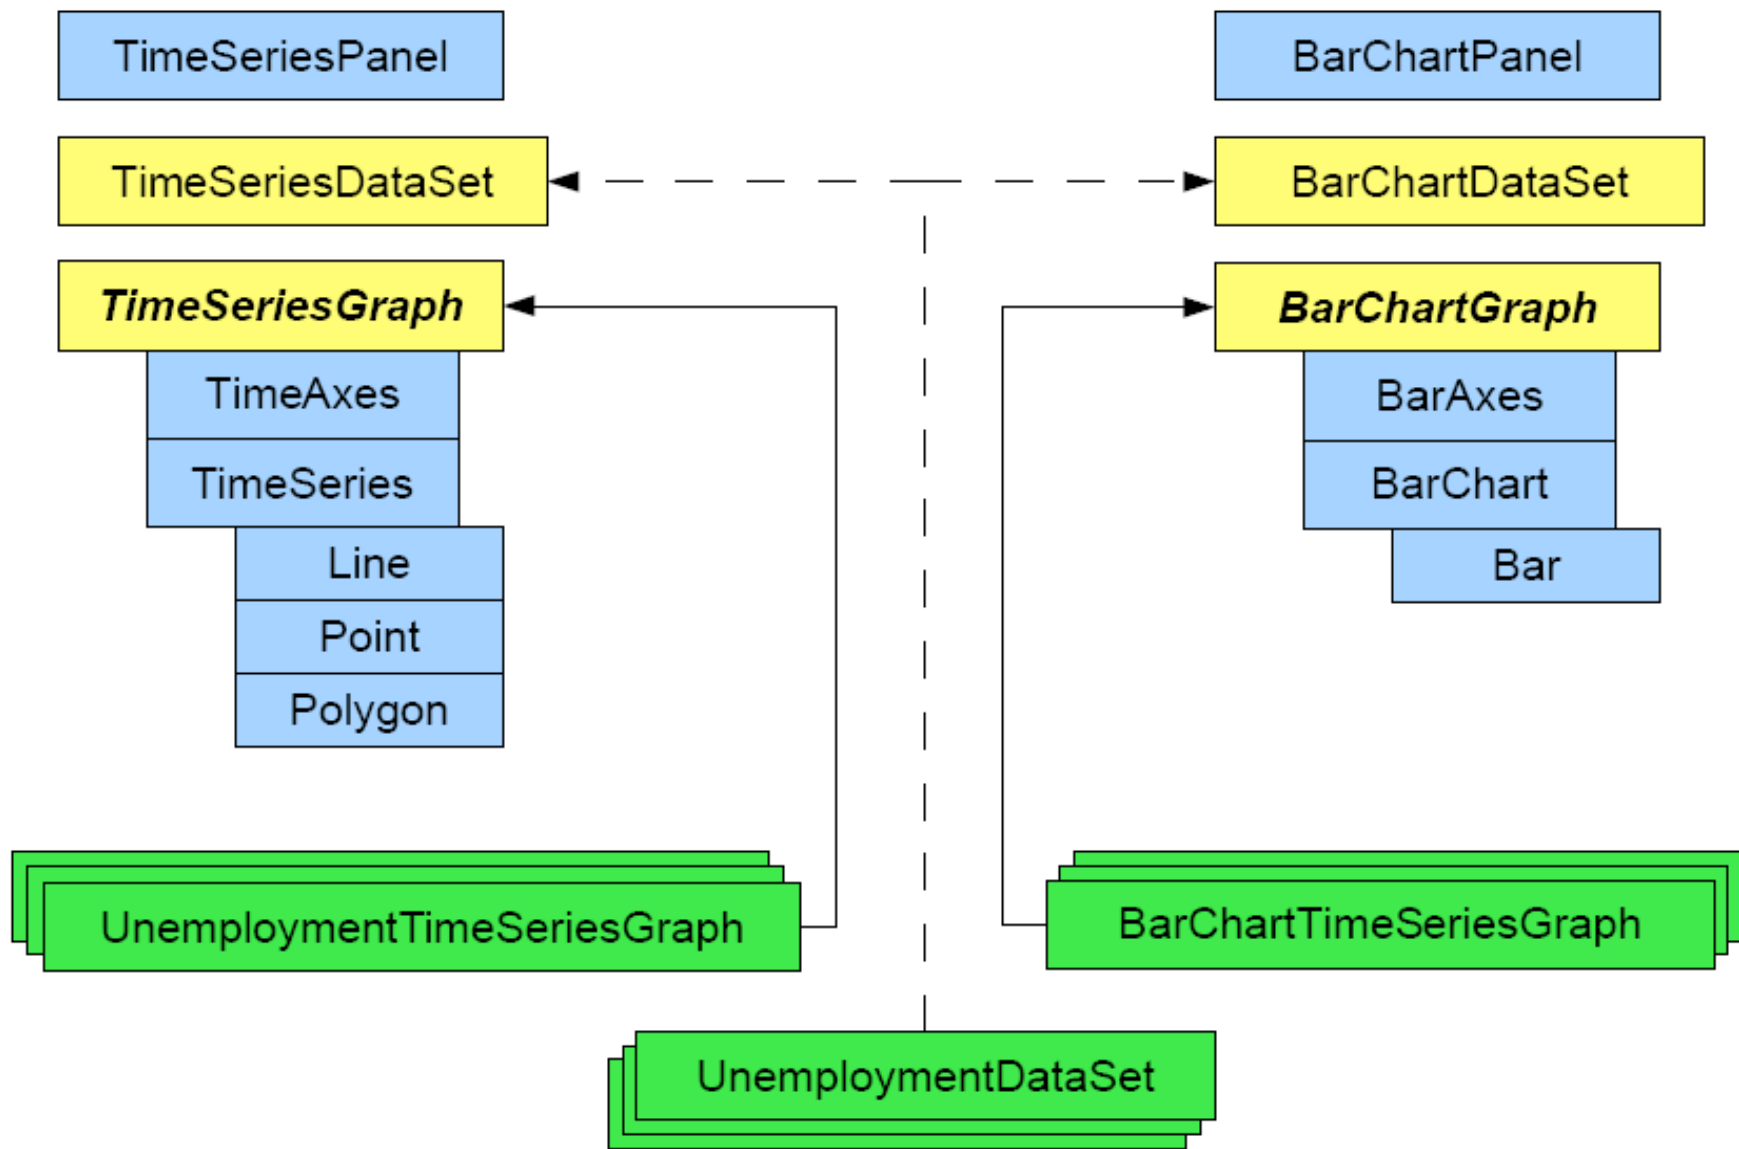 TimeSeriesPanel
TimeSeriesDataSet
TimeSeriesGraph
TimeAxes
TimeSeries
Line
Point
Polygon
BarChartPanel
BarChartDataSet
BarChartGraph
BarAxes
BarChart
Bar
UnemploymentTimeSeriesGraph
BarChartTimeSeriesGraph
UnemploymentDataSet